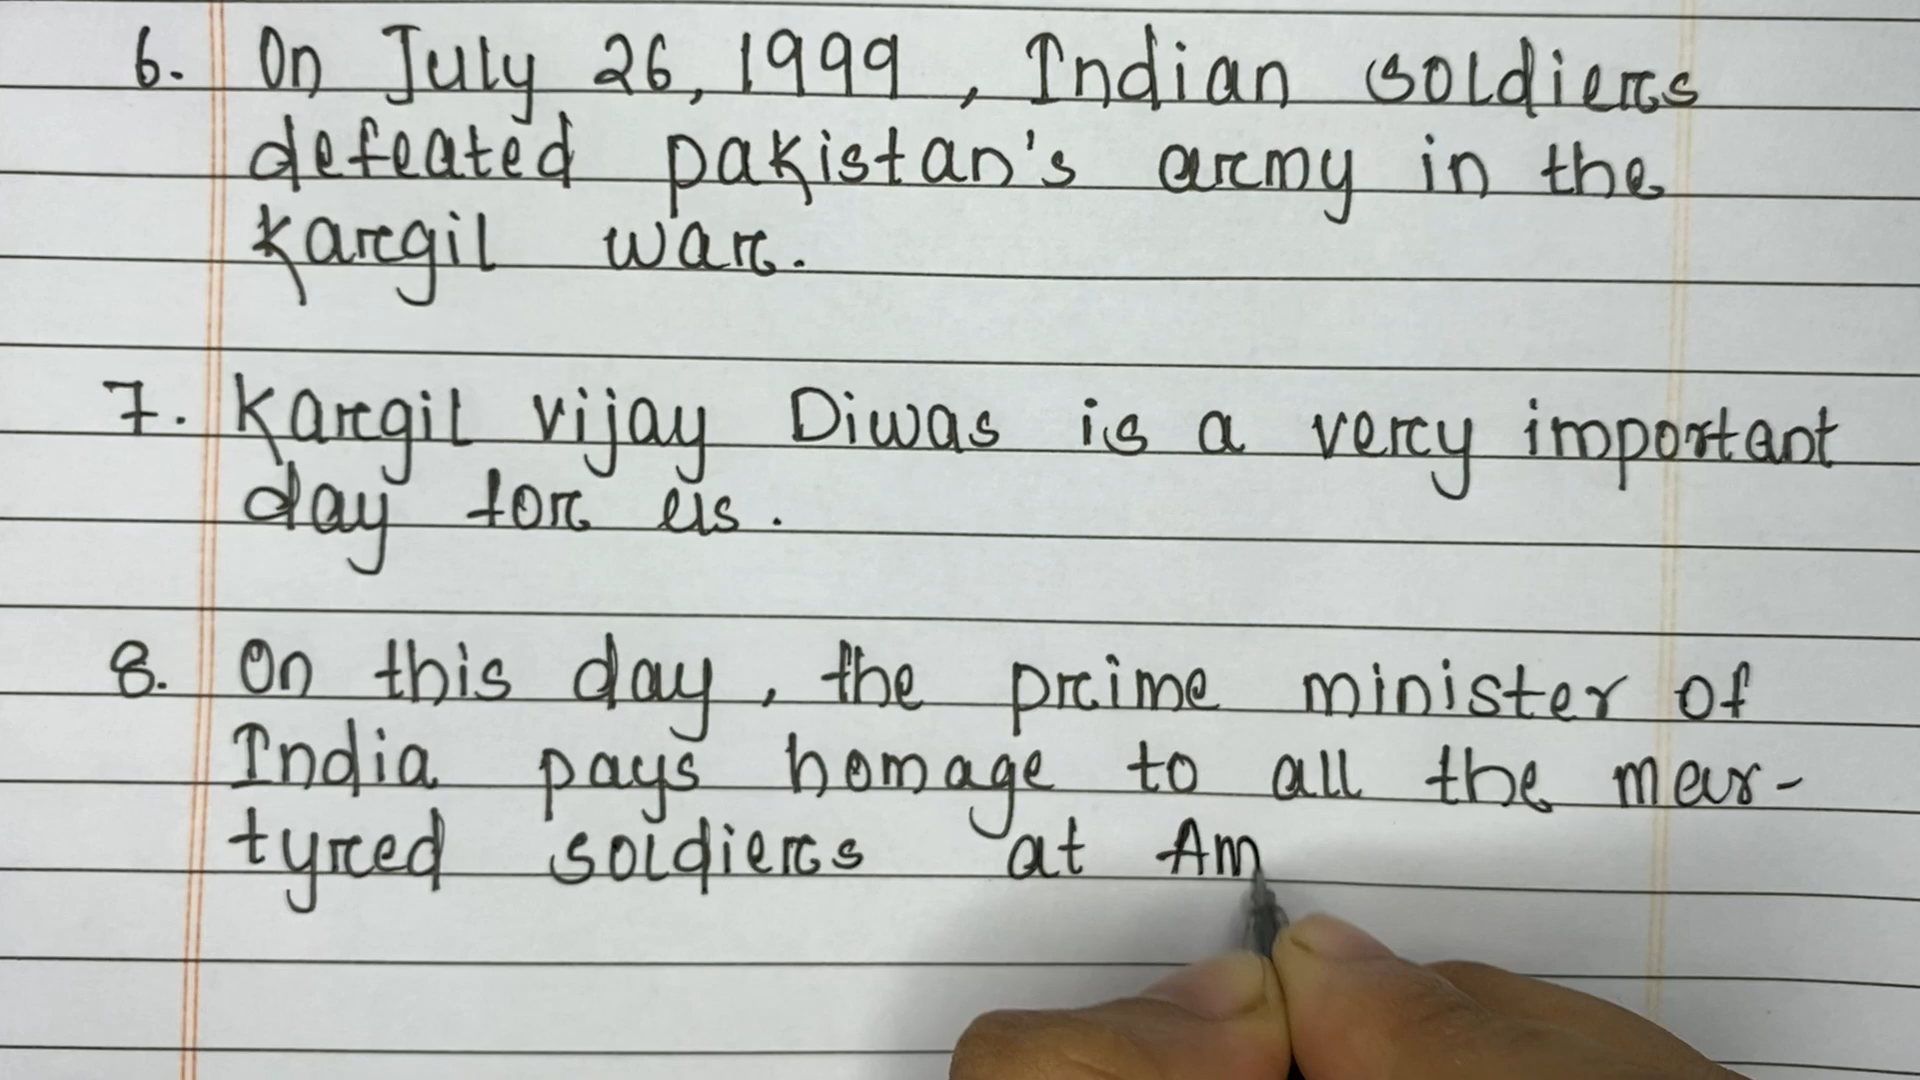 6. On July 26, 1999, Indian soldiers
defeated pakistan's army in the
Kargil war.
7. Kargil vijay Diwas is a very important
day for us.
8. On this day, the prime minister of
India pays homage to all the mar-
tyred soldiers at Am